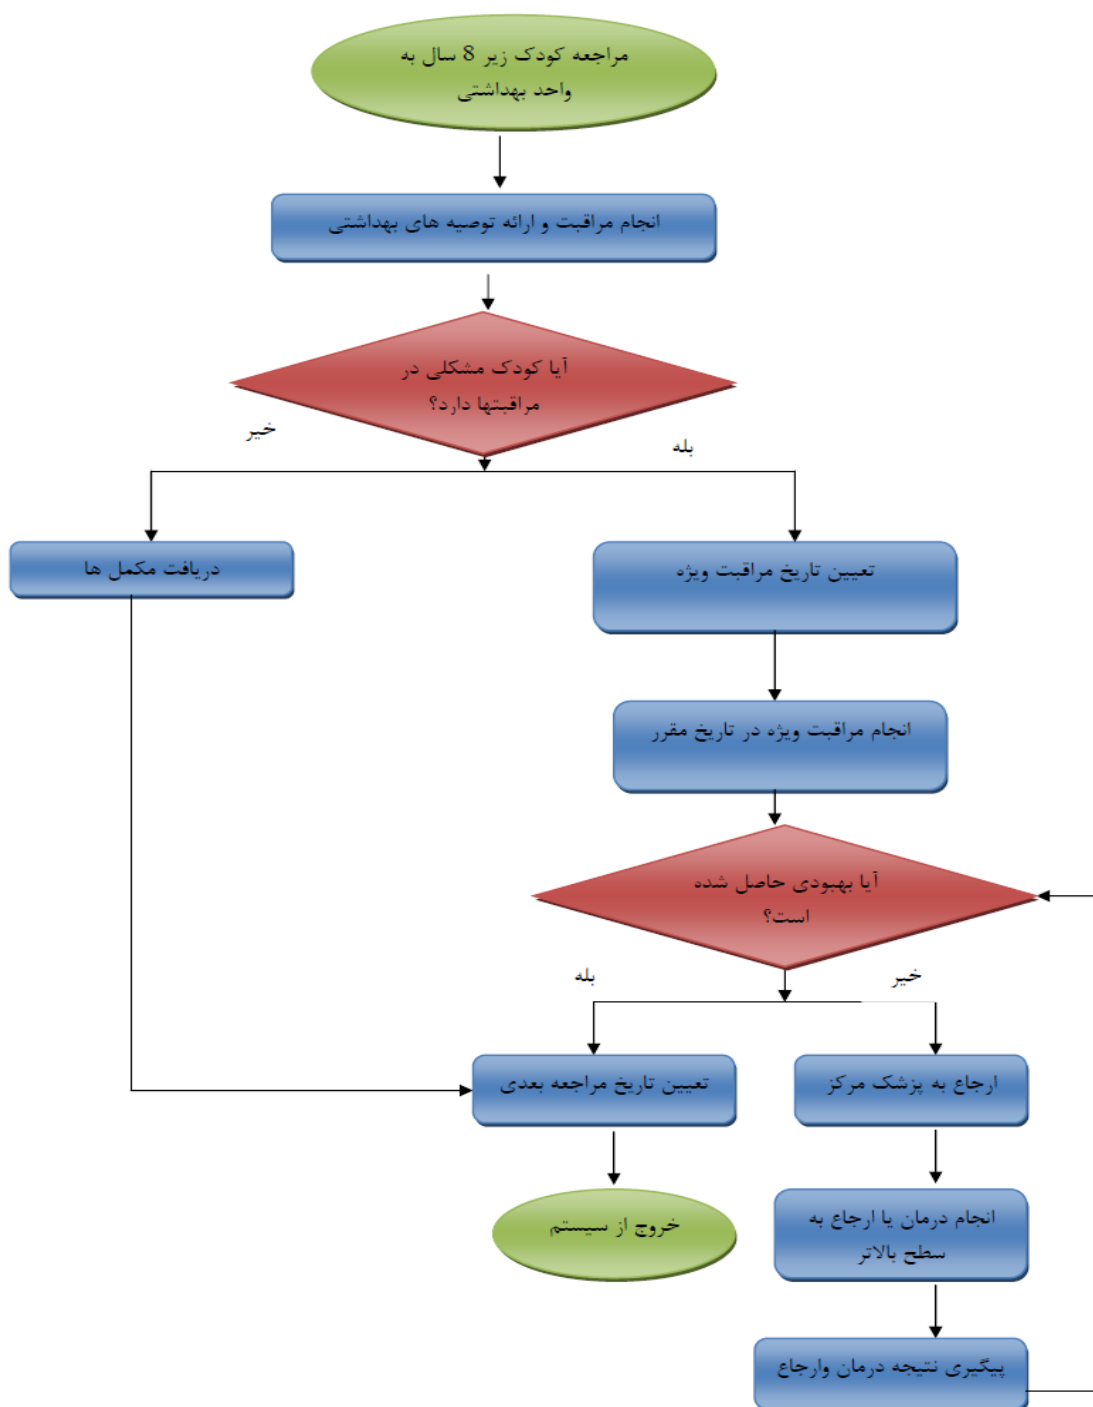 مراجعه کودک زیر 8 سال به
واحد بهداشتی
انجام مراقبت و ارائه توصیه های بهداشتی
آیا کودک مشکلی در
مراقبتها دارد؟
خیر
بله
دریافت مکمل ها
تعیین تاریخ مراقبت ویژه
انجام مراقبت ویژه در تاریخ مقرر
آیا بهبودی حاصل شده
است؟
خیر
بله
ارجاع به پزشک مرکز
تعیین تاریخ مراجعه بعدی
انجام درمان یا ارجاع به
سطح بالاتر
خروج از سیستم
پیگیری نتیجه درمان وارجاع